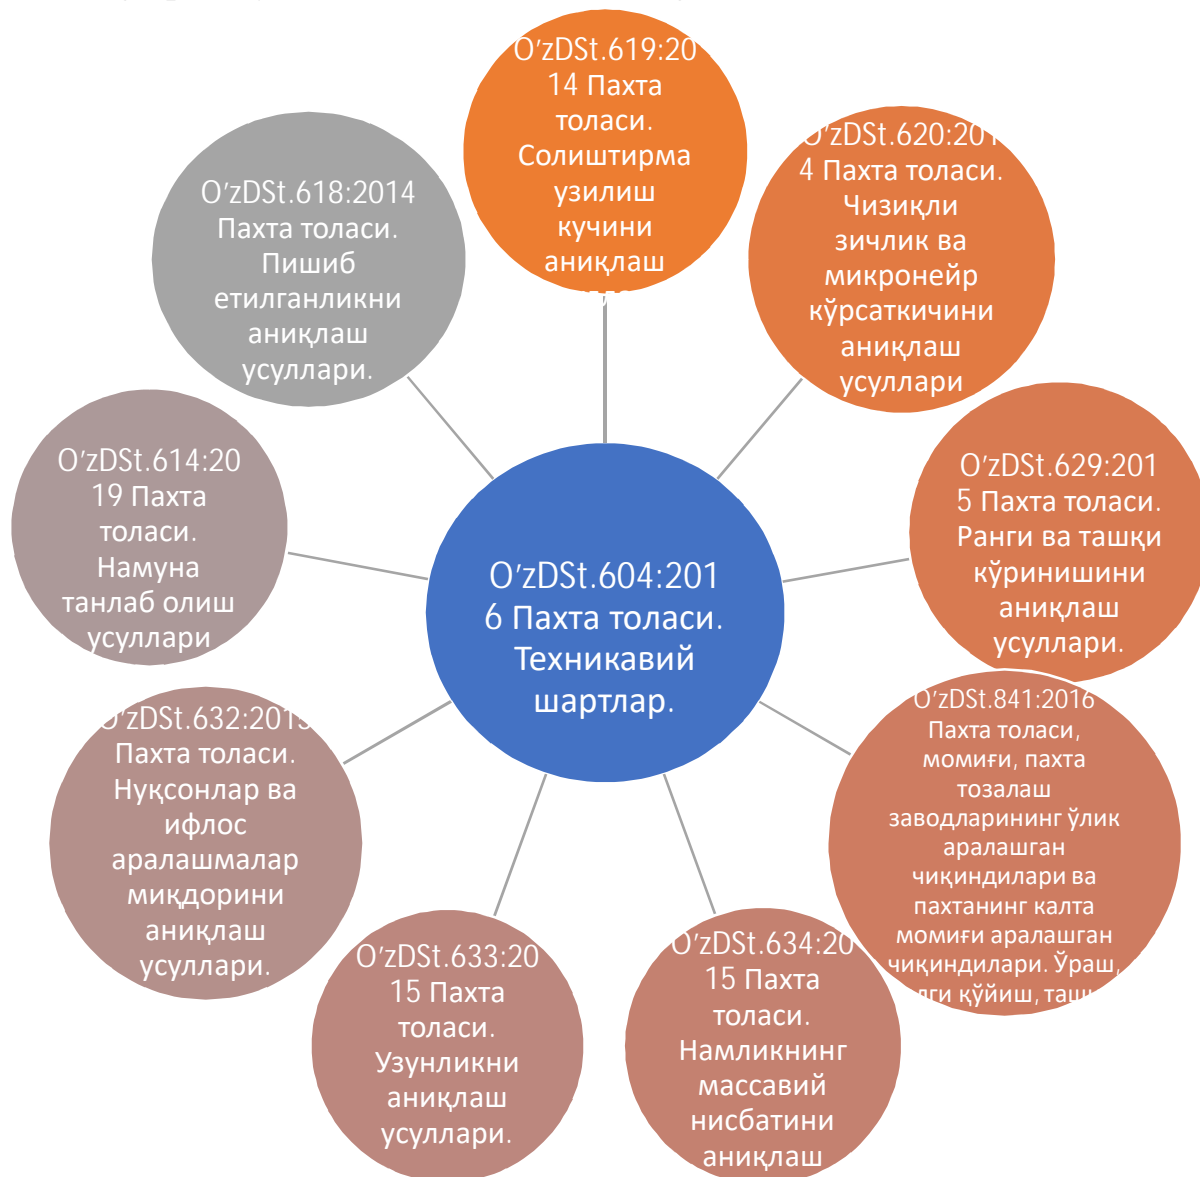 O'zDSt.619:20
14 Пахта
толаси.
Солиштирма
узилиш
кучини
аниқлаш
O'zDSt.620:201
4 Пахта толаси.
Чизиқли
зичлик ва
микронейр
кўрсаткичини
аниқлаш
усуллари
O'zDSt.629:201
5 Пахта толаси.
Ранги ва ташқи
кўринишини
аниқлаш
усуллари.
O'zDSt.841:2016
Пахта толаси,
момиғи, пахта
тозалаш
заводларининг ўлик
аралашган
чиқиндилари ва
пахтанинг калта
момиғи аралашган
чиқиндилари. Ўраш,
қўйиш,
O'zDSt.634:20
15 Пахта
толаси.
Намликнинг
массавий
нисбатини
аниқлаш
O'zDSt.633:20
15 Пахта
толаси.
Узунликни
аниқлаш
усуллари.
O'zDSt.632:2015
Пахта толаси.
Нуқсонлар ва
ифлос
аралашмалар
миқдорини
аниқлаш
усуллари.
O'zDSt.614:20
19 Пахта
толаси.
Намуна
танлаб олиш
усуллари
O'zDSt.618:2014
Пахта толаси.
Пишиб
етилганликни
аниқлаш
усуллари.
O'zDSt.604:201
6 Пахта толаси.
Техникавий
шартлар.